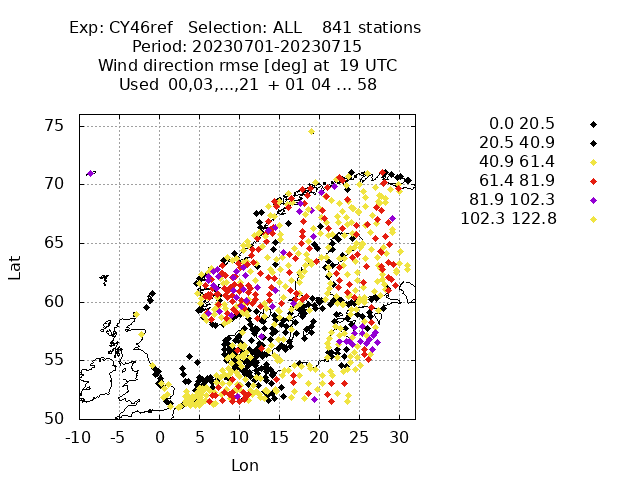 Exp: CY46ref   Selection: ALL    841 stations
Period: 20230701-20230715
Wind direction rmse [deg] at  19 UTC
Used  00,03,...,21  + 01 04 ... 58
0.0 20.5
20.5 40.9
40.9 61.4
61.4 81.9
81.9 102.3
102.3 122.8
75
70
65
60
55
50
Lat
-10 -5 0 5 10 15 20 25 30
Lon